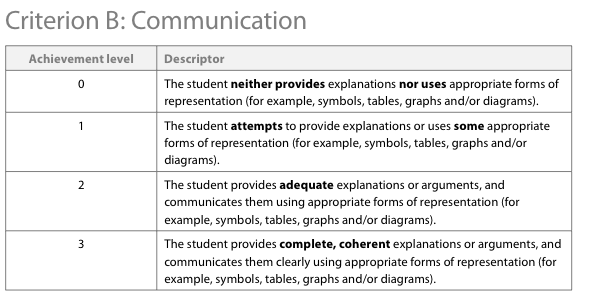 Criterion B: Communication
Achievement level
Descriptor
0
The student neither provides explanations nor uses appropriate forms of
representation (for example, symbols, tables, graphs and/or diagrams).
1
The student attempts to provide explanations or uses some appropriate
forms of representation (for example, symbols, tables, graphs and/or
diagrams).
2
The student provides adequate explanations or arguments, and
communicates them using appropriate forms of representation (for
example, symbols, tables, graphs and/or diagrams).
3
The student provides complete, coherent explanations or arguments, and
communicates them clearly using appropriate forms of representation (for
example, symbols, tables, graphs and/or diagrams).